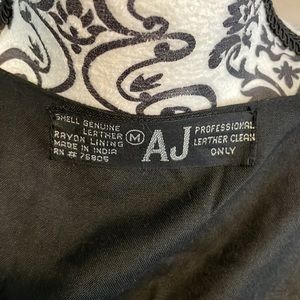 SHELL GENUINE
LEATHER
RAYON LINING
MADE IN INDIA
RN # 76805
M
AJ
PROFESSIONAL
LEATHER CLEAN
ONLY